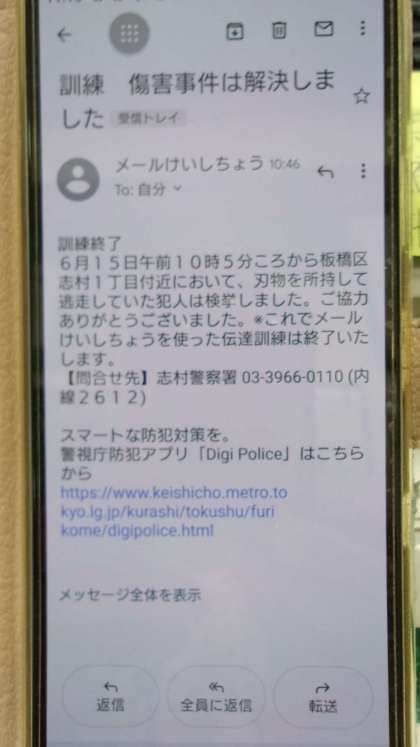 訓練　傷害事件は解決しま
した 受信トレイ
メールけいしちょう 10:46
To: 自分
訓練終了
６月１５日午前１０時５分ころから板橋区
志村１丁目付近において、刃物を所持して
逃走していた犯人は検挙しました。ご協力
ありがとうございました。※これでメール
けいしちょうを使った伝達訓練は終了いた
します。
【問合せ先】志村警察署 03-3966-0110 (内
線２６１２)
スマートな防犯対策を。
警視庁防犯アプリ「Digi Police」はこちら
から
https://www.keishicho.metro.to
kyo.lg.jp/kurashi/tokushu/furi
kome/digipolice.html
メッセージ全体を表示
返信
全員に返信
転送